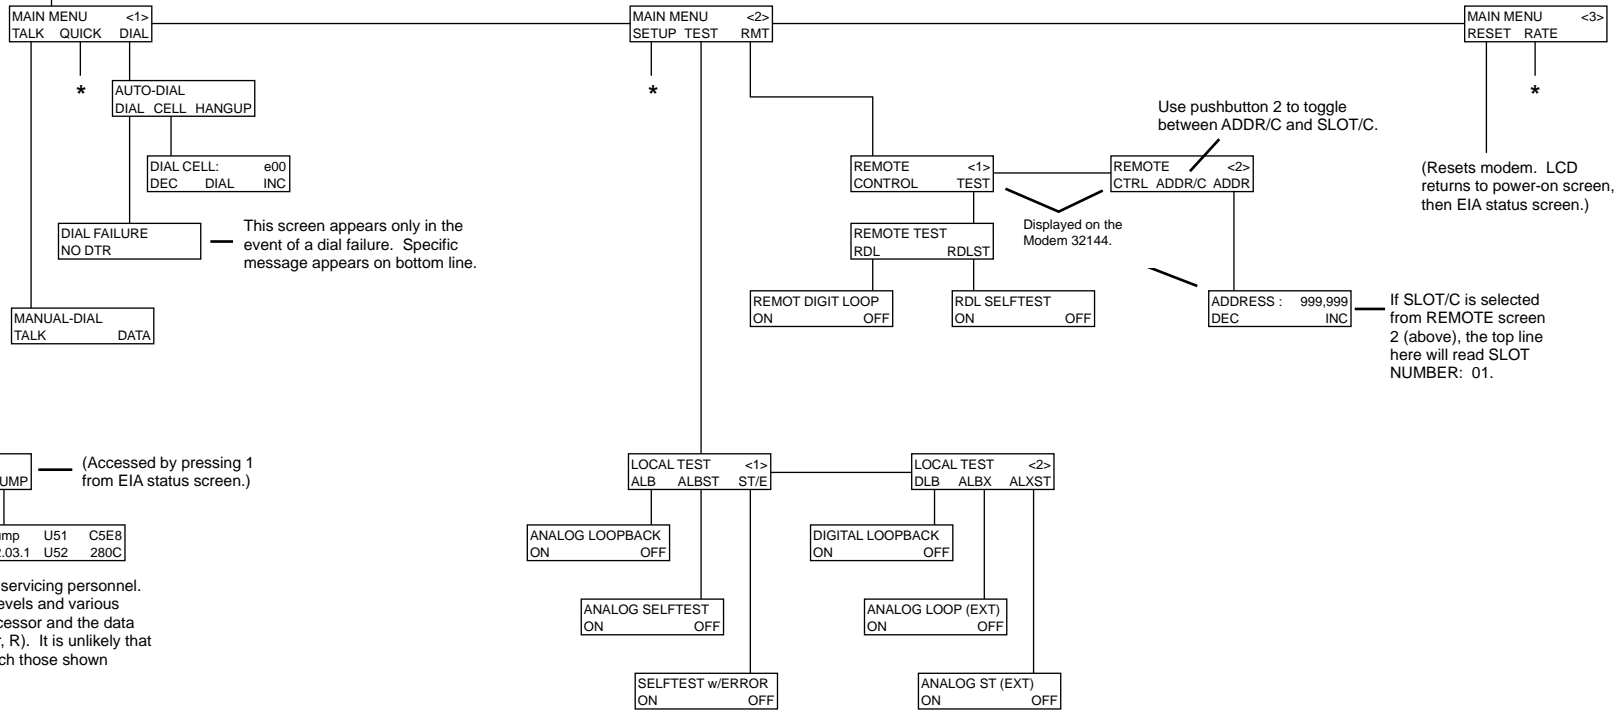 MAIN MENU <1>
TALK QUICK DIAL
MAIN MENU <2>
SETUP TEST RMT
MAIN MENU <3>
RESET RATE
*
*
*
AUTO-DIAL
DIAL CELL HANGUP
Use pushbutton 2 to toggle
between ADDR/C and SLOT/C.
DIAL CELL: e00
DEC DIAL INC
REMOTE <1>
CONTROL TEST
REMOTE <2>
CTRL ADDR/C ADDR
(Resets modem. LCD
returns to power-on screen,
then EIA status screen.)
DIAL FAILURE
NO DTR
This screen appears only in the
event of a dial failure. Specific
message appears on bottom line.
REMOTE TEST
RDL RDLST
Displayed on the
Modem 32144.
REMOT DIGIT LOOP
ON OFF
RDL SELFTEST
ON OFF
ADDRESS : 999,999
DEC INC
If SLOT/C is selected
from REMOTE screen
2 (above), the top line
here will read SLOT
NUMBER: 01.
MANUAL-DIAL
TALK DATA
UMP
(Accessed by pressing 1
from EIA status screen.)
LOCAL TEST <1>
ALB ALBST ST/E
LOCAL TEST <2>
DLB ALBX ALXST
ump U51 C5E8
2.03.1 U52 280C
ANALOG LOOPBACK
ON OFF
DIGITAL LOOPBACK
ON OFF
servicing personnel.
evels and various
cessor and the data
r, R). It is unlikely that
ch those shown
ANALOG SELFTEST
ON OFF
ANALOG LOOP (EXT)
ON OFF
SELFTEST w/ERROR
ON OFF
ANALOG ST (EXT)
ON OFF